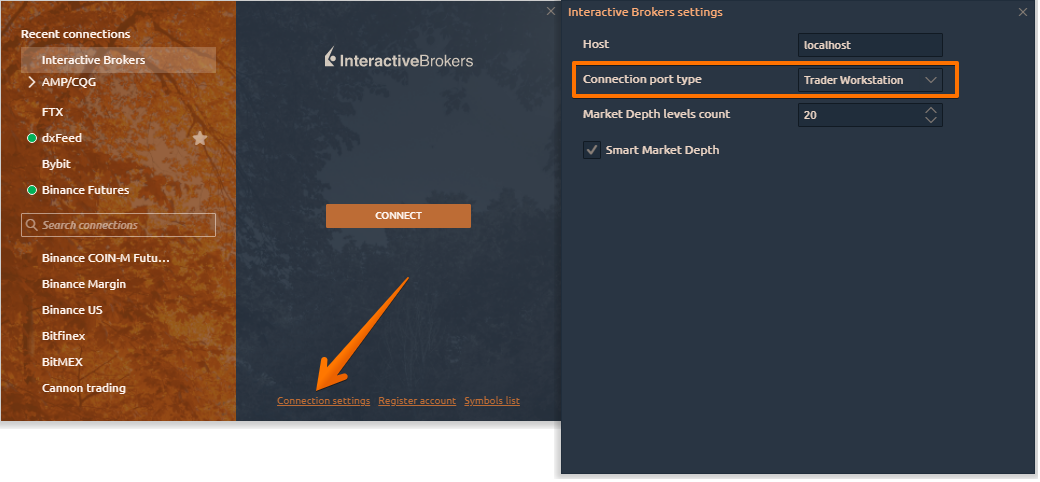 Recent connections
Interactive Brokers
AMP/CQG
FTX
dxFeed
Bybit
Binance Futures
Search connections
Binance COIN-M Futu...
Binance Margin
Binance US
Bitfinex
BitMEX
Cannon trading
InteractiveBrokers
CONNECT
Connection settings Register account Symbols list
Interactive Brokers settings
Host localhost
Connection port type Trader Workstation
Market Depth levels count 20
Smart Market Depth